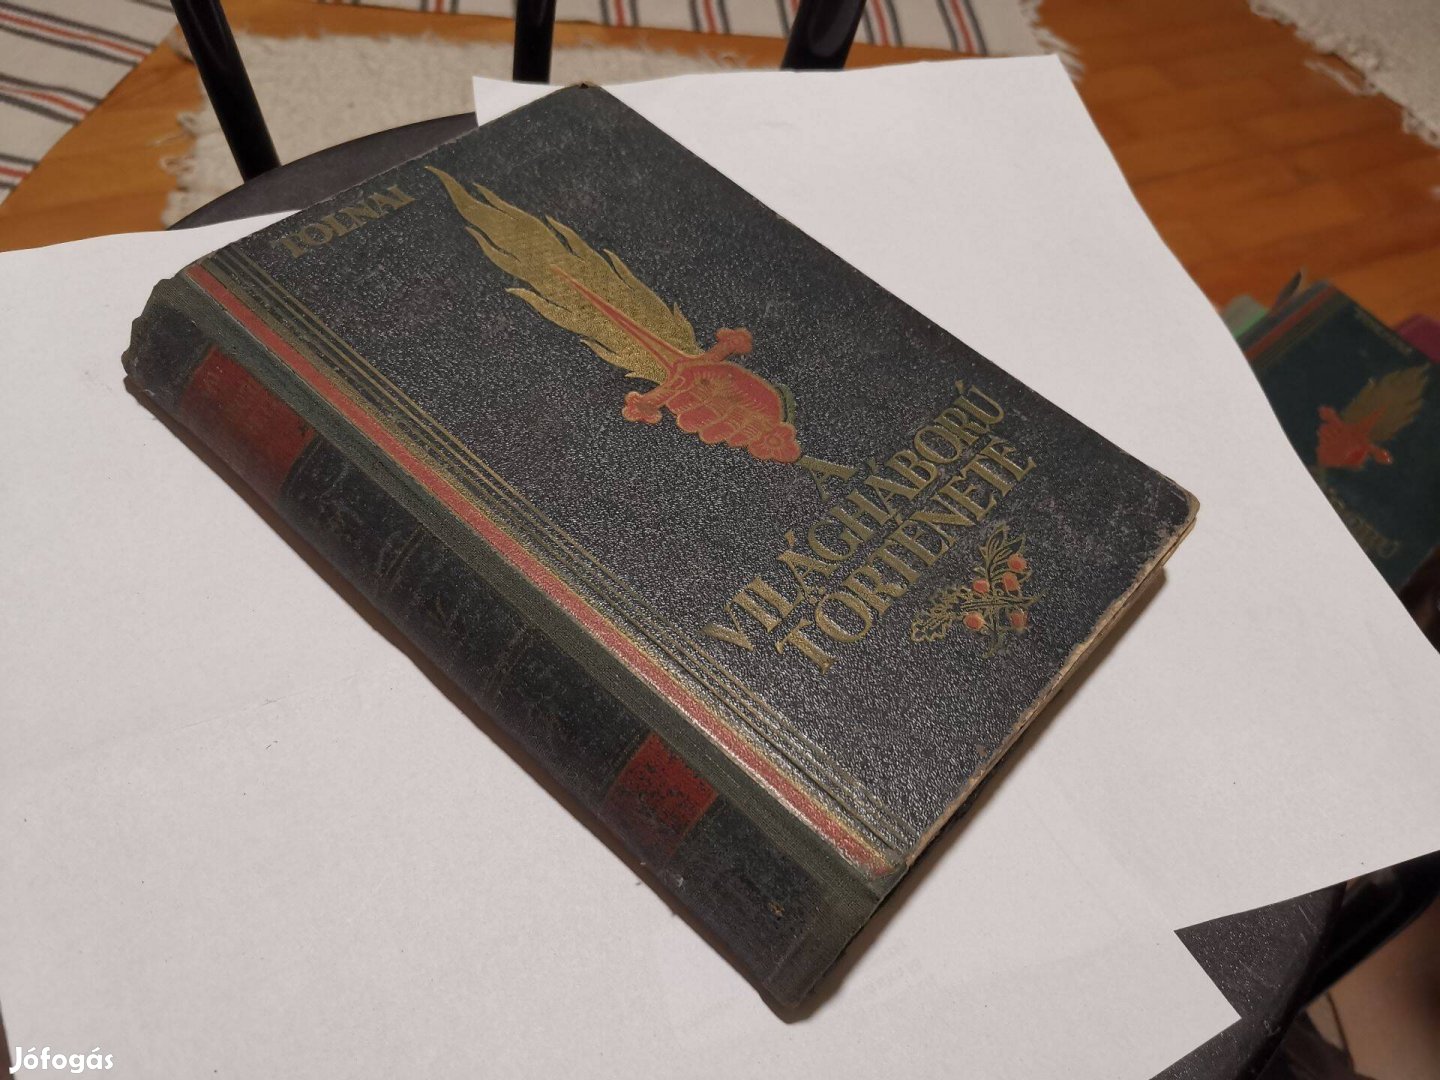 TOLNAI
A
VILÁGHÁBORÚ
TÖRTÉNETE
Jófogás